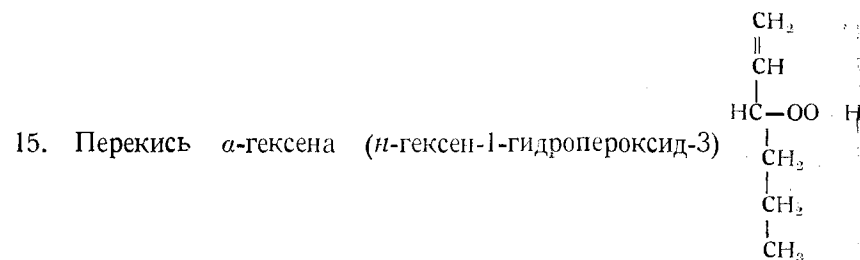 CH₂
||
CH
|
15. Перекись α-гексена (н-гексен-1-гидропероксид-3) HC—OO H
|
CH₂
|
CH₂
|
CH₃